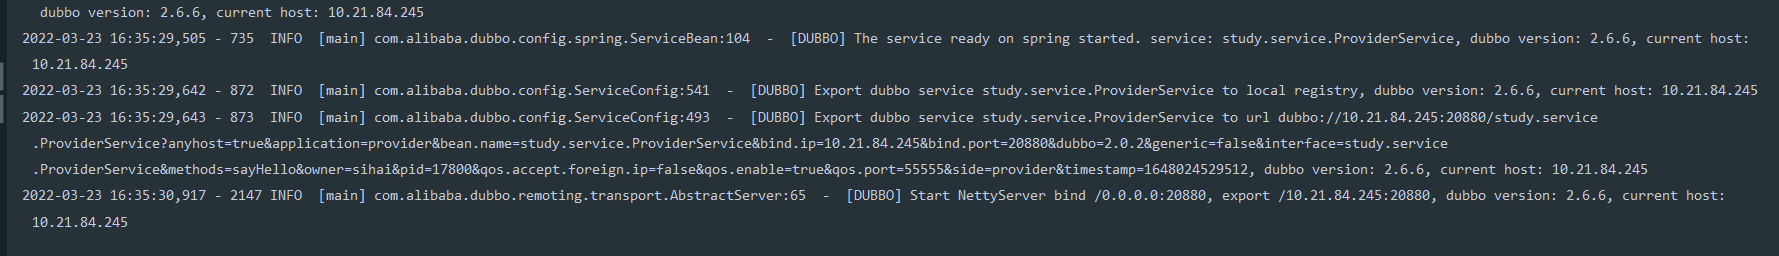 dubbo version: 2.6.6, current host: 10.21.84.245
2022-03-23 16:35:29,505 - 735  INFO  [main] com.alibaba.dubbo.config.spring.ServiceBean:104  -  [DUBBO] The service ready on spring started. service: study.service.ProviderService, dubbo version: 2.6.6, current host:
10.21.84.245
2022-03-23 16:35:29,642 - 872  INFO  [main] com.alibaba.dubbo.config.ServiceConfig:541  -  [DUBBO] Export dubbo service study.service.ProviderService to local registry, dubbo version: 2.6.6, current host: 10.21.84.245
2022-03-23 16:35:29,643 - 873  INFO  [main] com.alibaba.dubbo.config.ServiceConfig:493  -  [DUBBO] Export dubbo service study.service.ProviderService to url dubbo://10.21.84.245:20880/study.service
.ProviderService?anyhost=true&application=provider&bean.name=study.service.ProviderService&bind.ip=10.21.84.245&bind.port=20880&dubbo=2.0.2&generic=false&interface=study.service
.ProviderService&methods=sayHello&owner=sihai&pid=17800&qos.accept.foreign.ip=false&qos.enable=true&qos.port=55555&side=provider&timestamp=1648024529512, dubbo version: 2.6.6, current host: 10.21.84.245
2022-03-23 16:35:30,917 - 2147 INFO  [main] com.alibaba.dubbo.remoting.transport.AbstractServer:65  -  [DUBBO] Start NettyServer bind /0.0.0.0:20880, export /10.21.84.245:20880, dubbo version: 2.6.6, current host:
10.21.84.245